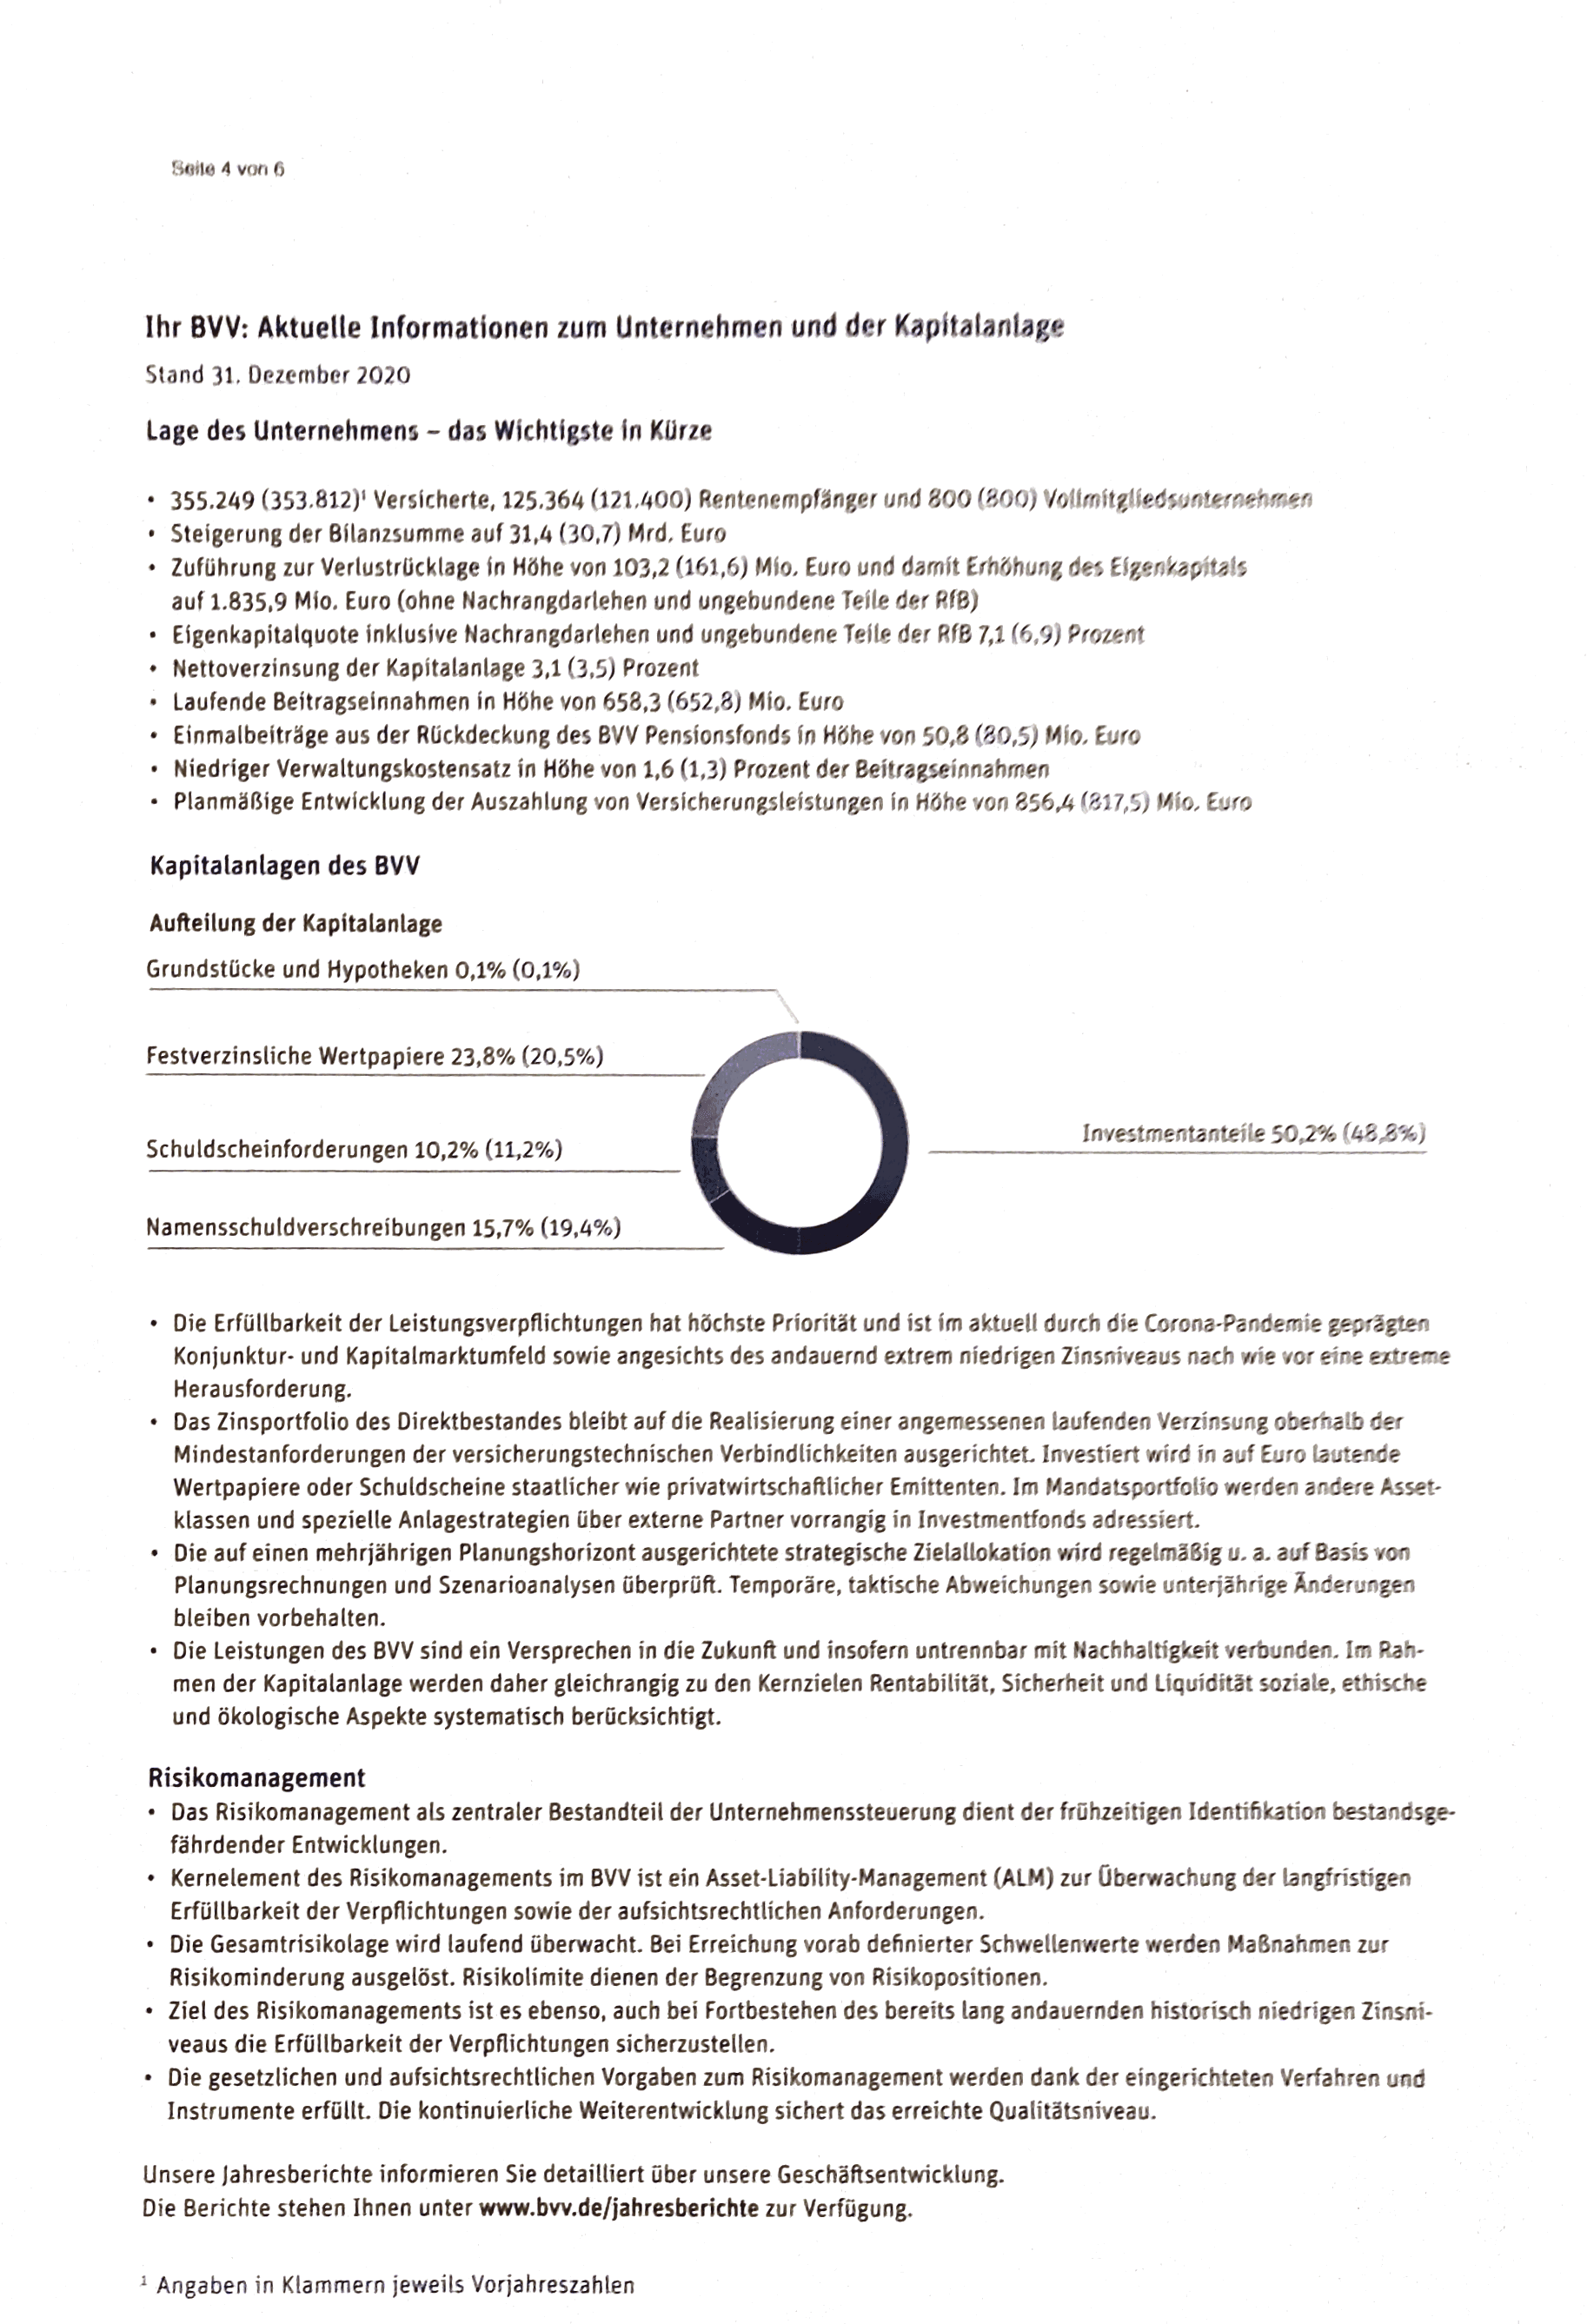 Seite 4 von 6
Ihr BVV: Aktuelle Informationen zum Unternehmen und der Kapitalanlage
Stand 31. Dezember 2020
Lage des Unternehmens – das Wichtigste in Kürze
• 355.249 (353.812)¹ Versicherte, 125.364 (121.400) Rentenempfänger und 800 (800) Vollmitgliedsunternehmen
• Steigerung der Bilanzsumme auf 31,4 (30,7) Mrd. Euro
• Zuführung zur Verlustrücklage in Höhe von 103,2 (161,6) Mio. Euro und damit Erhöhung des Eigenkapitals
auf 1.835,9 Mio. Euro (ohne Nachrangdarlehen und ungebundene Teile der RfB)
• Eigenkapitalquote inklusive Nachrangdarlehen und ungebundene Teile der RfB 7,1 (6,9) Prozent
• Nettoverzinsung der Kapitalanlage 3,1 (3,5) Prozent
• Laufende Beitragseinnahmen in Höhe von 658,3 (652,8) Mio. Euro
• Einmalbeiträge aus der Rückdeckung des BVV Pensionsfonds in Höhe von 50,8 (80,5) Mio. Euro
• Niedriger Verwaltungskostensatz in Höhe von 1,6 (1,3) Prozent der Beitragseinnahmen
• Planmäßige Entwicklung der Auszahlung von Versicherungsleistungen in Höhe von 856,4 (817,5) Mio. Euro
Kapitalanlagen des BVV
Aufteilung der Kapitalanlage
Grundstücke und Hypotheken 0,1% (0,1%)
Festverzinsliche Wertpapiere 23,8% (20,5%)
Schuldscheinforderungen 10,2% (11,2%)
Investmentanteile 50,2% (48,8%)
Namensschuldverschreibungen 15,7% (19,4%)
• Die Erfüllbarkeit der Leistungsverpflichtungen hat höchste Priorität und ist im aktuell durch die Corona-Pandemie geprägten
Konjunktur- und Kapitalmarktumfeld sowie angesichts des andauernd extrem niedrigen Zinsniveaus nach wie vor eine extreme
Herausforderung.
• Das Zinsportfolio des Direktbestandes bleibt auf die Realisierung einer angemessenen laufenden Verzinsung oberhalb der
Mindestanforderungen der versicherungstechnischen Verbindlichkeiten ausgerichtet. Investiert wird in auf Euro lautende
Wertpapiere oder Schuldscheine staatlicher wie privatwirtschaftlicher Emittenten. Im Mandatsportfolio werden andere Asset-
klassen und spezielle Anlagestrategien über externe Partner vorrangig in Investmentfonds adressiert.
• Die auf einen mehrjährigen Planungshorizont ausgerichtete strategische Zielallokation wird regelmäßig u. a. auf Basis von
Planungsrechnungen und Szenarioanalysen überprüft. Temporäre, taktische Abweichungen sowie unterjährige Änderungen
bleiben vorbehalten.
• Die Leistungen des BVV sind ein Versprechen in die Zukunft und insofern untrennbar mit Nachhaltigkeit verbunden. Im Rah-
men der Kapitalanlage werden daher gleichrangig zu den Kernzielen Rentabilität, Sicherheit und Liquidität soziale, ethische
und ökologische Aspekte systematisch berücksichtigt.
Risikomanagement
• Das Risikomanagement als zentraler Bestandteil der Unternehmenssteuerung dient der frühzeitigen Identifikation bestandsge-
fährdender Entwicklungen.
• Kernelement des Risikomanagements im BVV ist ein Asset-Liability-Management (ALM) zur Überwachung der langfristigen
Erfüllbarkeit der Verpflichtungen sowie der aufsichtsrechtlichen Anforderungen.
• Die Gesamtrisikolage wird laufend überwacht. Bei Erreichung vorab definierter Schwellenwerte werden Maßnahmen zur
Risikominderung ausgelöst. Risikolimite dienen der Begrenzung von Risikopositionen.
• Ziel des Risikomanagements ist es ebenso, auch bei Fortbestehen des bereits lang andauernden historisch niedrigen Zinsni-
veaus die Erfüllbarkeit der Verpflichtungen sicherzustellen.
• Die gesetzlichen und aufsichtsrechtlichen Vorgaben zum Risikomanagement werden dank der eingerichteten Verfahren und
Instrumente erfüllt. Die kontinuierliche Weiterentwicklung sichert das erreichte Qualitätsniveau.
Unsere Jahresberichte informieren Sie detailliert über unsere Geschäftsentwicklung.
Die Berichte stehen Ihnen unter www.bvv.de/jahresberichte zur Verfügung.
¹ Angaben in Klammern jeweils Vorjahreszahlen